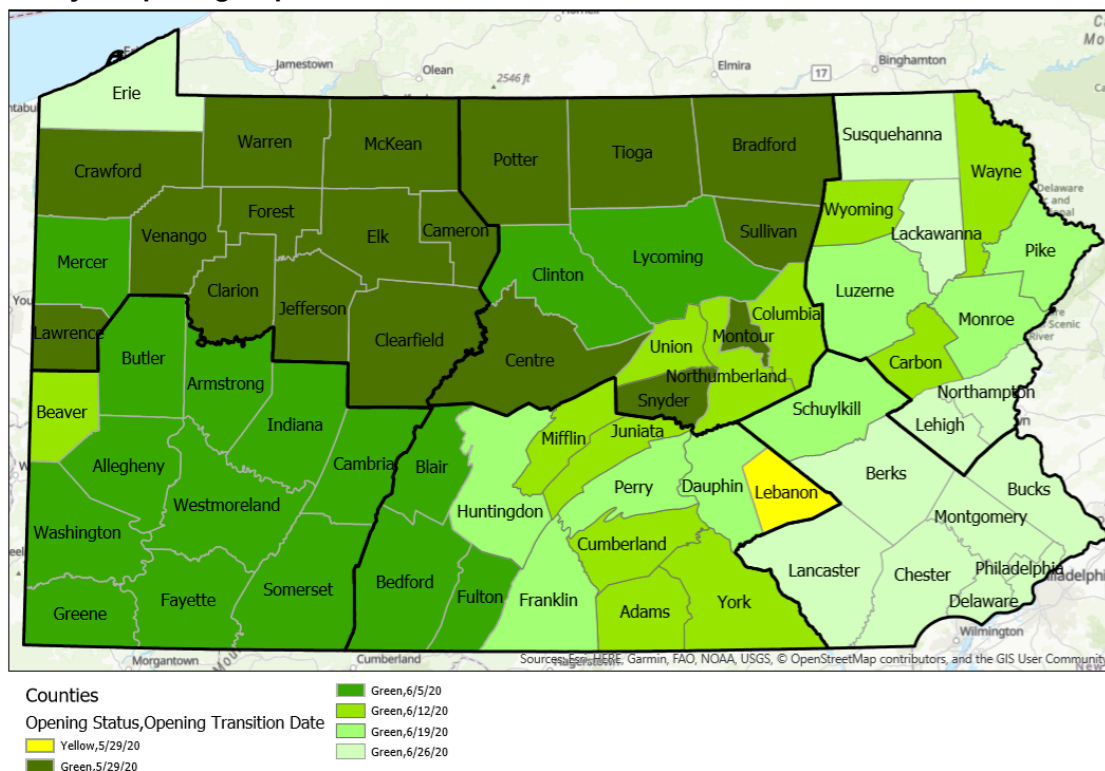 Jamestown
Olean
2546 ft
Elmira
17
Binghamton
Erie
Susquehanna
Warren
McKean
Potter
Tioga
Bradford
Wayne
Crawford
Delaware
Forest
Wyoming
Venango
Elk
Cameron
Sullivan
Lackawanna
Mercer
Clinton
Lycoming
Pike
Clarion
Jefferson
Luzerne
Lawrence
Clearfield
Columbia
Monroe
Scenic
River
Butler
Centre
Union
Montour
Carbon
Armstrong
Northumberland
Northampton
Beaver
Snyder
Schuylkill
Indiana
Mifflin
Juniata
Lehigh
Allegheny
Cambria
Blair
Perry
Dauphin
Lebanon
Berks
Bucks
Westmoreland
Huntingdon
Montgomery
Washington
Cumberland
Lancaster
Chester
Philadelphia
Somerset
Bedford
Fulton
Franklin
Delaware
Greene
Fayette
Adams
York
Wilmington
Morgantown
Cumberland
Sources: Esri, HERE, Garmin, FAO, NOAA, USGS, © OpenStreetMap contributors, and the GIS User Community
Counties
Opening Status,Opening Transition Date
Yellow,5/29/20
Green,5/29/20
Green,6/5/20
Green,6/12/20
Green,6/19/20
Green,6/26/20